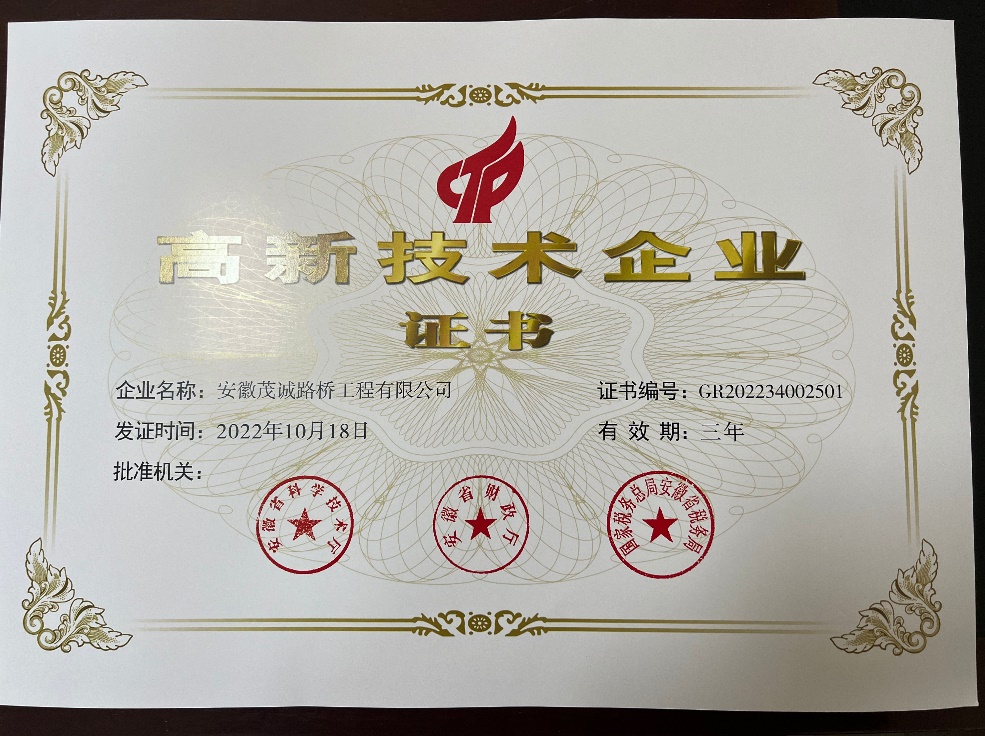 高新技术企业
证书
企业名称：安徽茂诚路桥工程有限公司
证书编号：GR202234002501
发证时间：2022年10月18日
有效期：三年
批准机关：
安徽省科学技术厅
安徽省财政厅
国家税务总局安徽省税务局